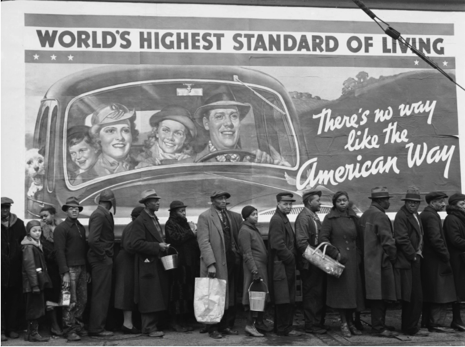 WORLD'S HIGHEST STANDARD OF LIVING
There's no way
like the
American Way